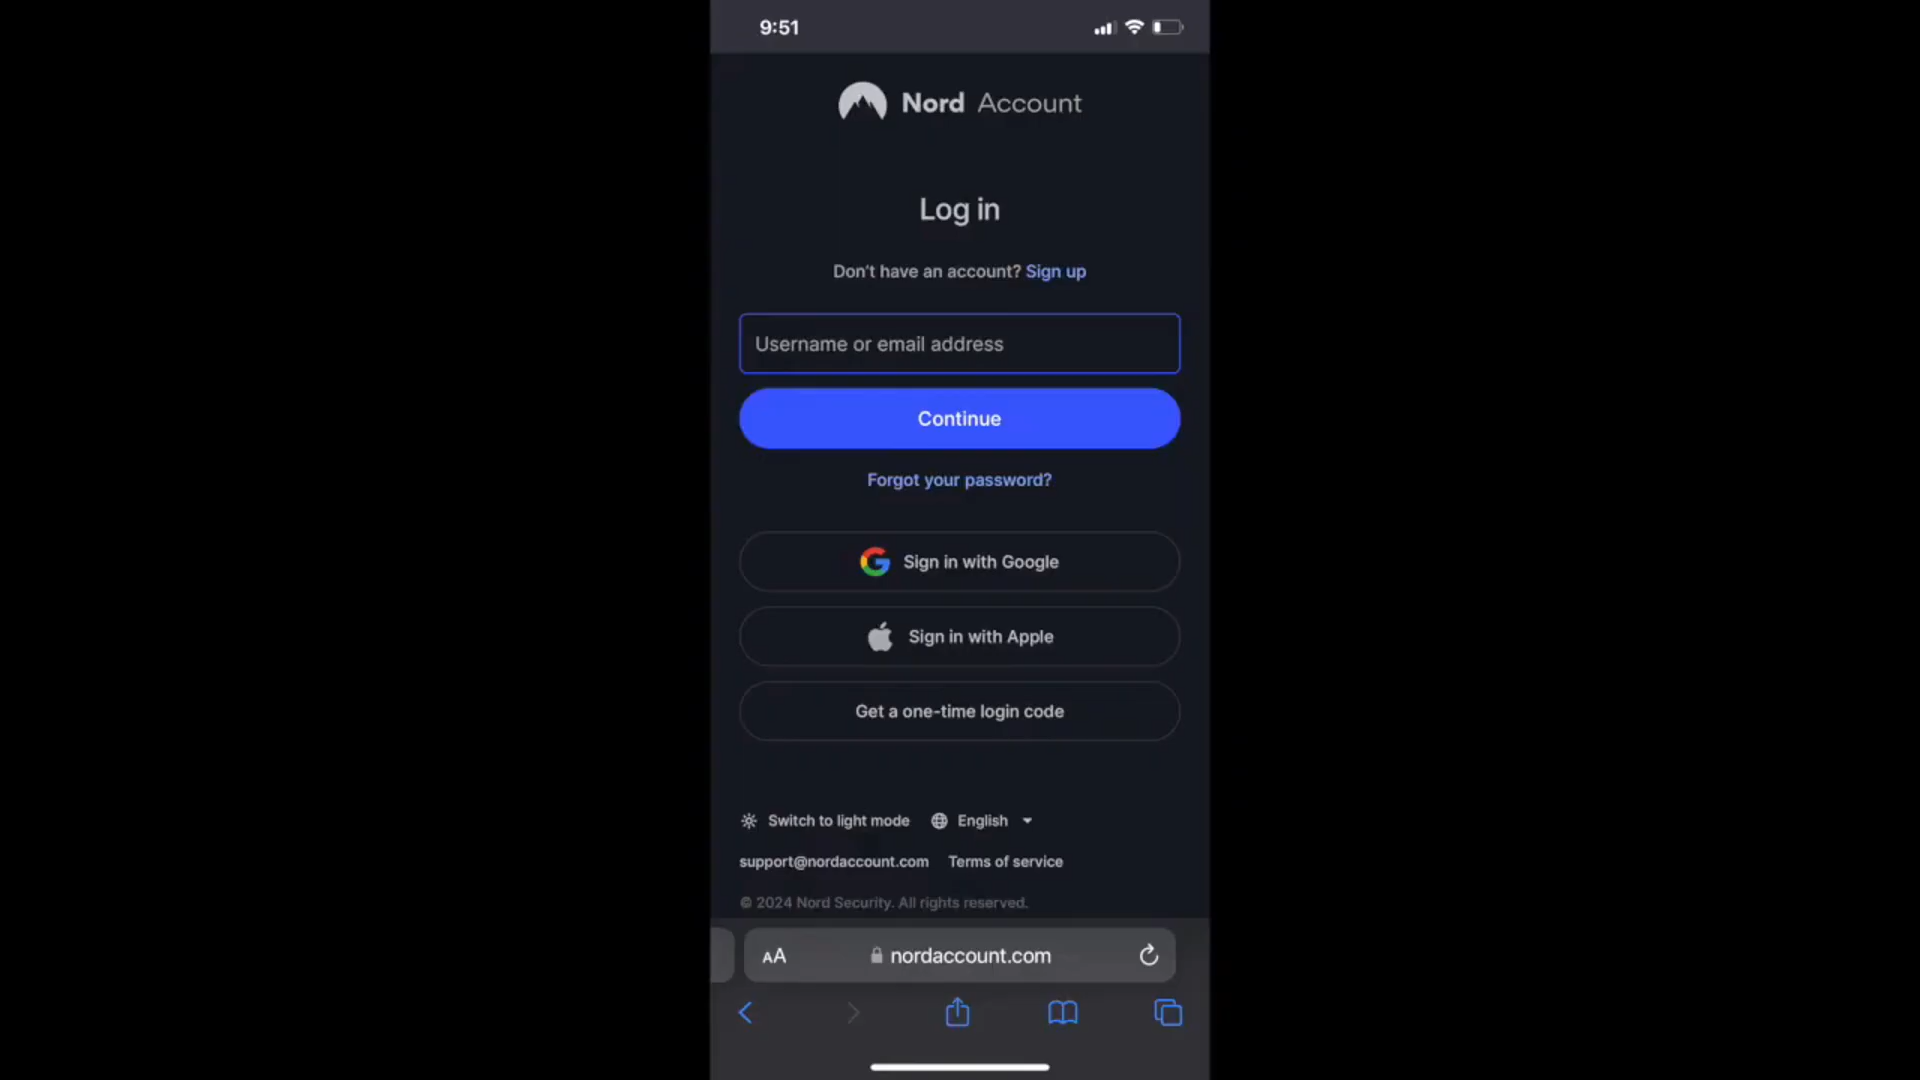 9:51
Nord Account
Log in
Don't have an account? Sign up
Username or email address
Continue
Forgot your password?
Sign in with Google
Sign in with Apple
Get a one-time login code
Switch to light mode English
support@nordaccount.com Terms of service
© 2024 Nord Security. All rights reserved.
AA nordaccount.com